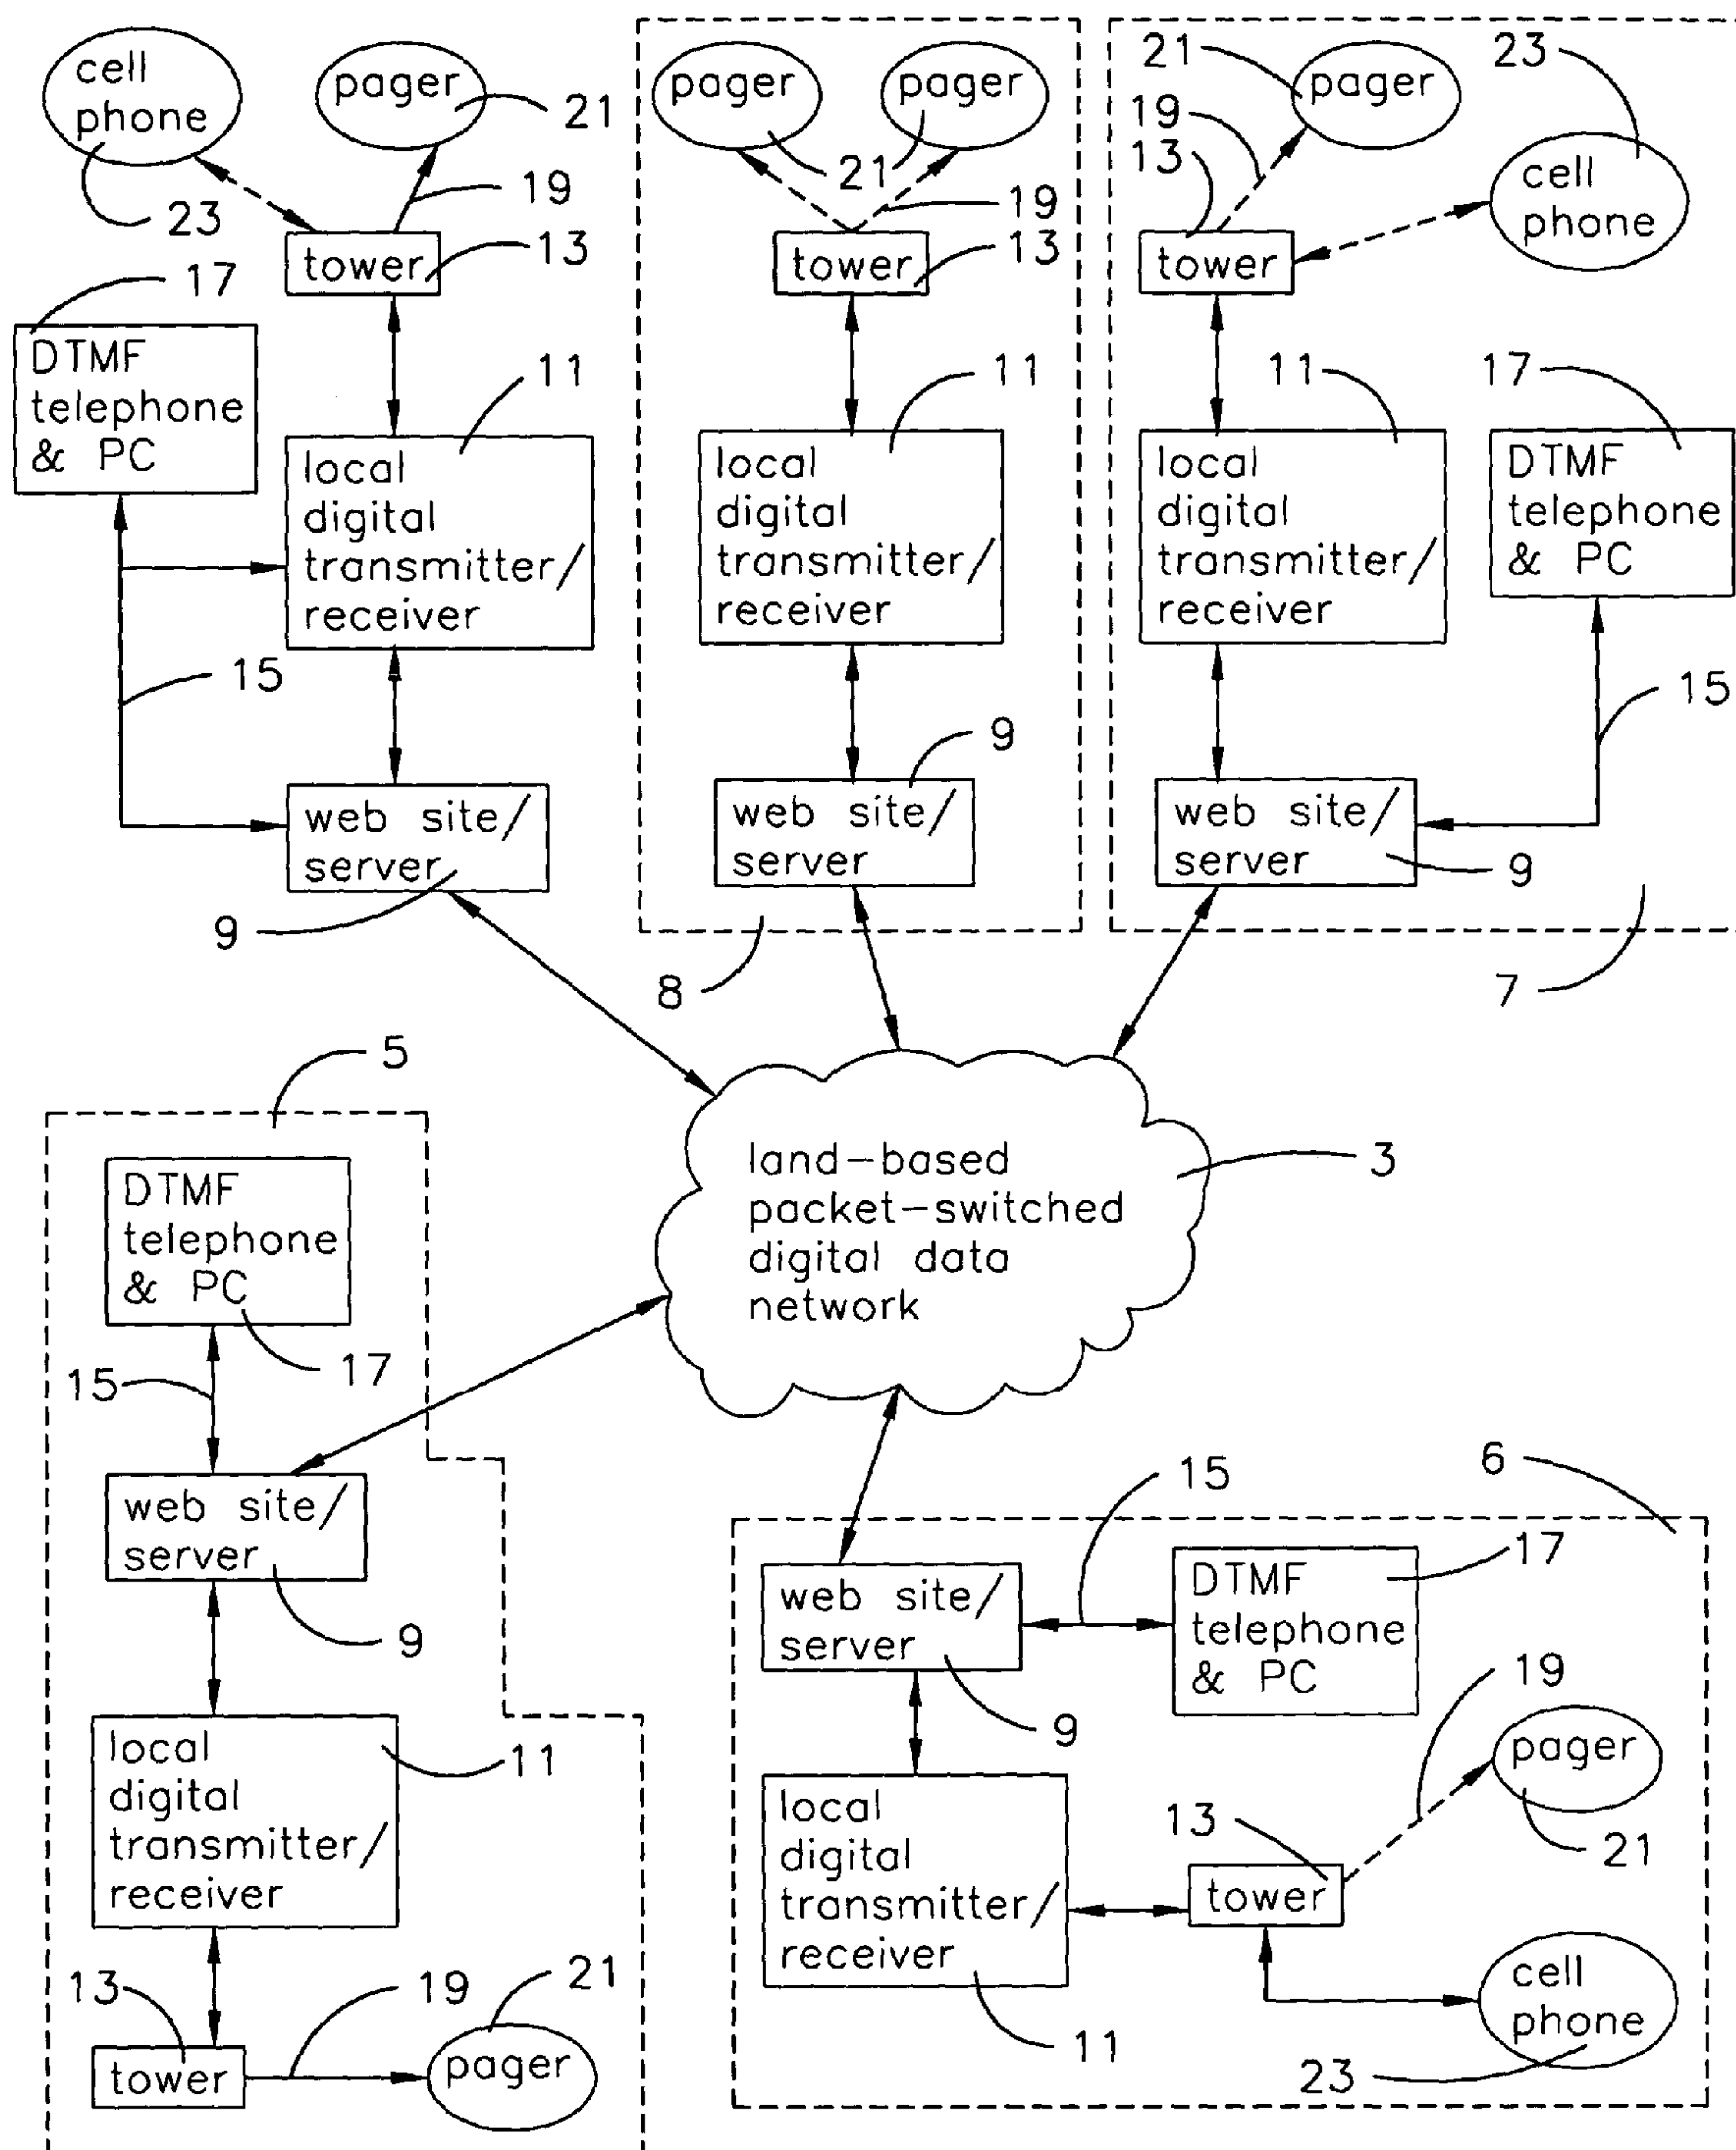 cell
phone
23
pager
21
19
tower
13
17
DTMF
telephone
& PC
11
local
digital
transmitter/
receiver
15
web site/
server
9
pager
pager
21
19
tower
13
11
local
digital
transmitter/
receiver
9
web site/
server
8
21
pager
23
19
13
cell
phone
tower
11
17
local
digital
transmitter/
receiver
DTMF
telephone
& PC
15
web site/
server
9
7
land-based
packet-switched
digital data
network
3
5
DTMF
telephone
& PC
17
15
web site/
server
9
local
digital
transmitter/
receiver
11
13
19
21
tower
pager
6
15
17
web site/
server
DTMF
telephone
& PC
9
19
local
digital
transmitter/
receiver
11
13
tower
pager
21
cell
phone
23